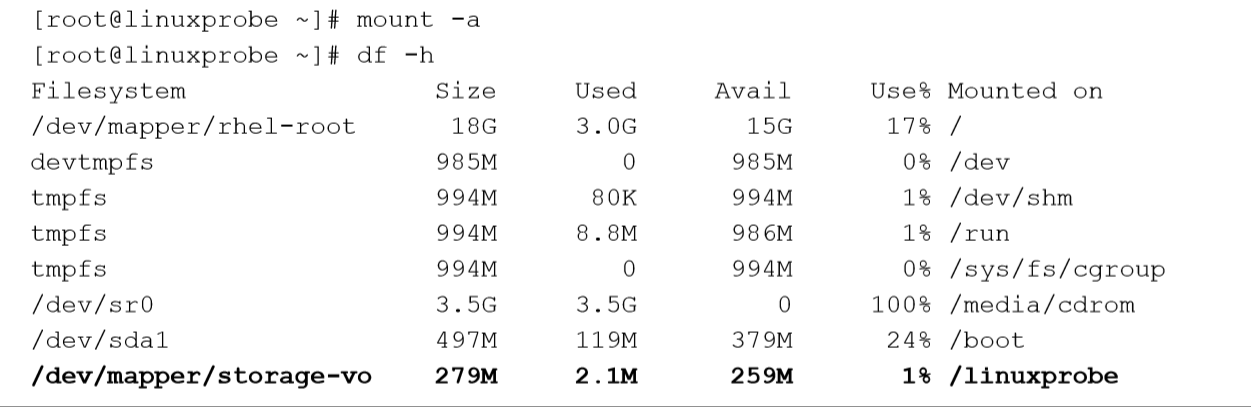 [root@linuxprobe ~]# mount -a
[root@linuxprobe ~]# df -h
Filesystem Size Used Avail Use% Mounted on
/dev/mapper/rhel-root 18G 3.0G 15G 17% /
devtmpfs 985M 0 985M 0% /dev
tmpfs 994M 80K 994M 1% /dev/shm
tmpfs 994M 8.8M 986M 1% /run
tmpfs 994M 0 994M 0% /sys/fs/cgroup
/dev/sr0 3.5G 3.5G 0 100% /media/cdrom
/dev/sda1 497M 119M 379M 24% /boot
/dev/mapper/storage-vo 279M 2.1M 259M 1% /linuxprobe